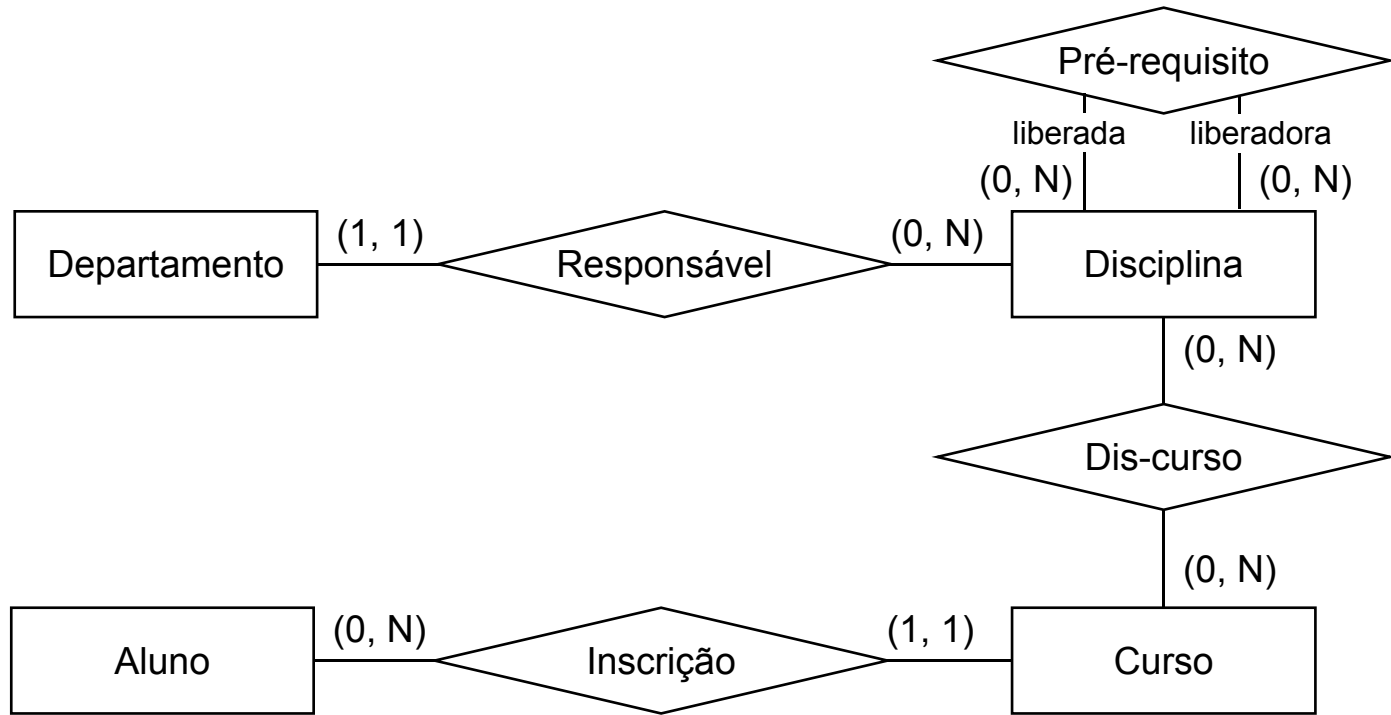 Pré-requisito
liberada liberadora
(0, N) (0, N)
Departamento (1, 1) Responsável (0, N) Disciplina
(0, N)
Dis-curso
(0, N)
Aluno (0, N) Inscrição (1, 1) Curso